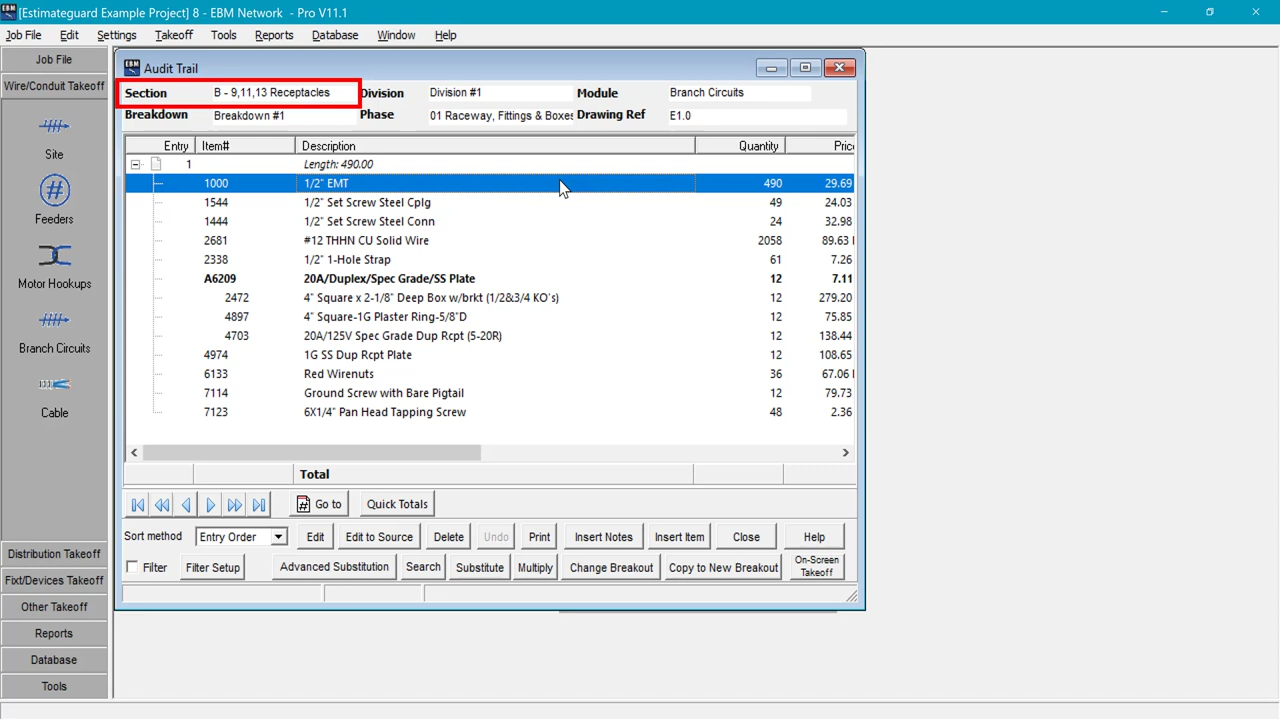 [Estimateguard Example Project] 8 - EBM Network - Pro V11.1
Job File Edit Settings Takeoff Tools Reports Database Window Help
Job File
Wire/Conduit Takeoff
Site
Feeders
Motor Hookups
Branch Circuits
Cable
Distribution Takeoff
Fixt/Devices Takeoff
Other Takeoff
Reports
Database
Tools
EBM Audit Trail
Section B - 9,11,13 Receptacles Division Division #1 Module Branch Circuits
Breakdown Breakdown #1 Phase 01 Raceway, Fittings & Boxes Drawing Ref E1.0
Entry Item# Description Quantity Pric
1 Length: 490.00
1000 1/2" EMT 490 29.69
1544 1/2" Set Screw Steel Cplg 49 24.03
1444 1/2" Set Screw Steel Conn 24 32.98
2681 #12 THHN CU Solid Wire 2058 89.63
2338 1/2" 1-Hole Strap 61 7.26
A6209 20A/Duplex/Spec Grade/SS Plate 12 7.11
2472 4" Square x 2-1/8" Deep Box w/brkt (1/2&3/4 KO's) 12 279.20
4897 4" Square-1G Plaster Ring-5/8"D 12 75.85
4703 20A/125V Spec Grade Dup Rcpt (5-20R) 12 138.44
4974 1G SS Dup Rcpt Plate 12 108.65
6133 Red Wirenuts 36 67.06
7114 Ground Screw with Bare Pigtail 12 79.73
7123 6X1/4" Pan Head Tapping Screw 48 2.36
Total
# Go to Quick Totals
Sort method Entry Order Edit Edit to Source Delete Undo Print Insert Notes Insert Item Close Help
Filter Filter Setup Advanced Substitution Search Substitute Multiply Change Breakout Copy to New Breakout On-Screen Takeoff